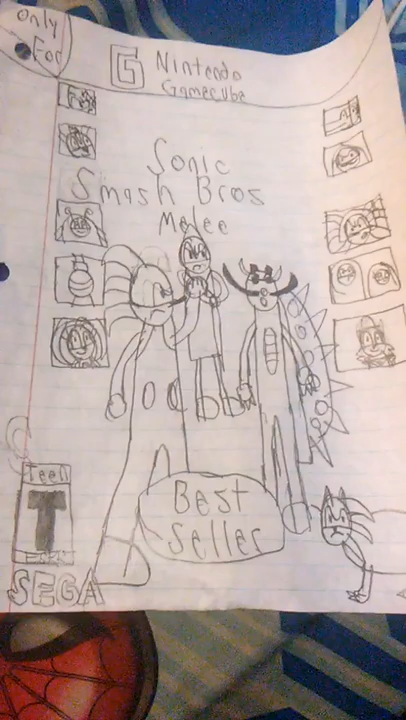 Only
For
G Nintendo
Gamecube
Sonic
Smash Bros
Melee
Best
Seller
Teen
T
SEGA